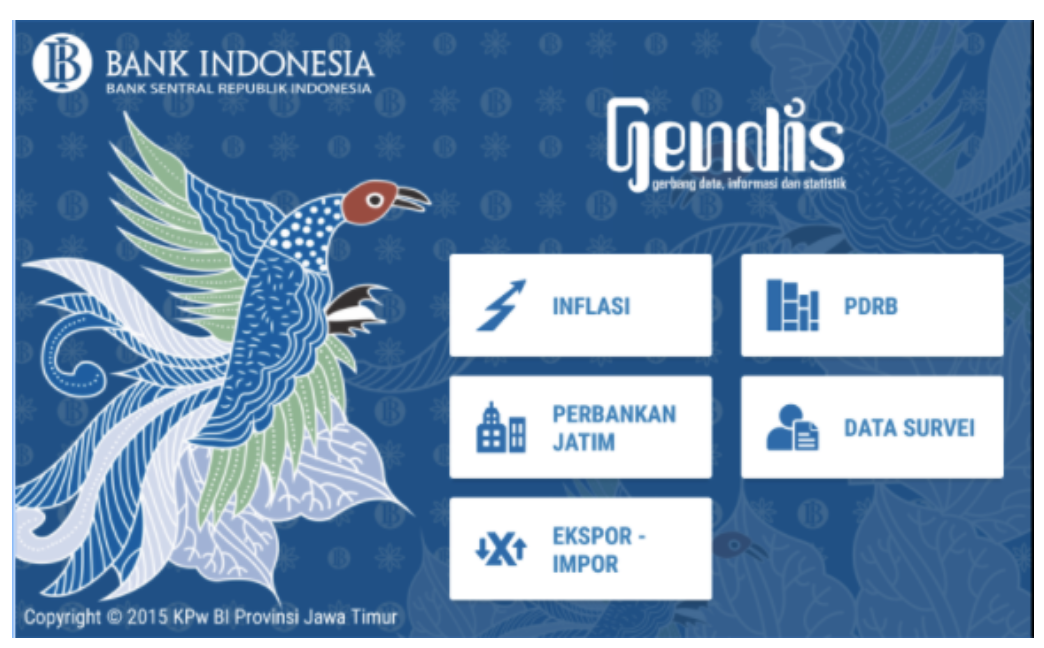 BANK INDONESIA
BANK SENTRAL REPUBLIK INDONESIA
Gendis
gerbang data, informasi dan statistik
INFLASI
PDRB
PERBANKAN
JATIM
DATA SURVEI
EKSPOR -
IMPOR
Copyright © 2015 KPw BI Provinsi Jawa Timur